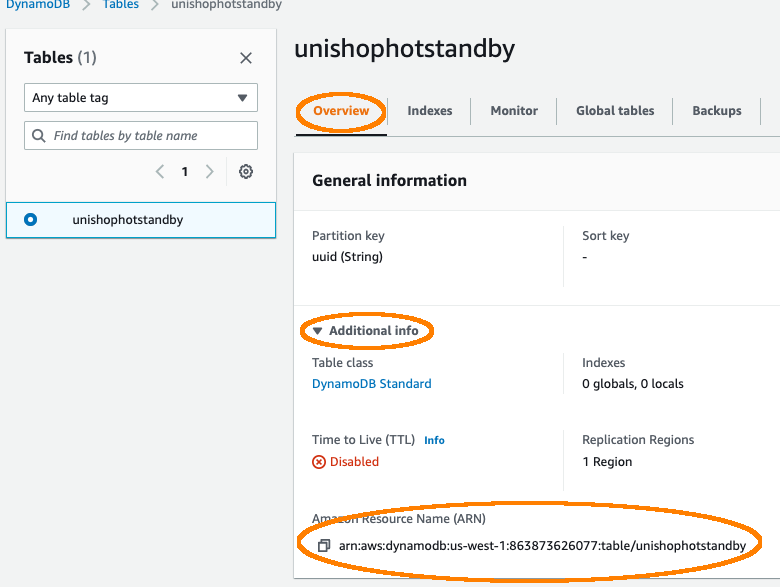 DynamoDB > Tables > unishophotstandby
Tables (1)
Any table tag
Find tables by table name
1
unishophotstandby
unishophotstandby
Overview
Indexes
Monitor
Global tables
Backups
General information
Partition key
uuid (String)
Sort key
-
Additional info
Table class
DynamoDB Standard
Indexes
0 globals, 0 locals
Time to Live (TTL) Info
Disabled
Replication Regions
1 Region
Amazon Resource Name (ARN)
arn:aws:dynamodb:us-west-1:863873626077:table/unishophotstandby